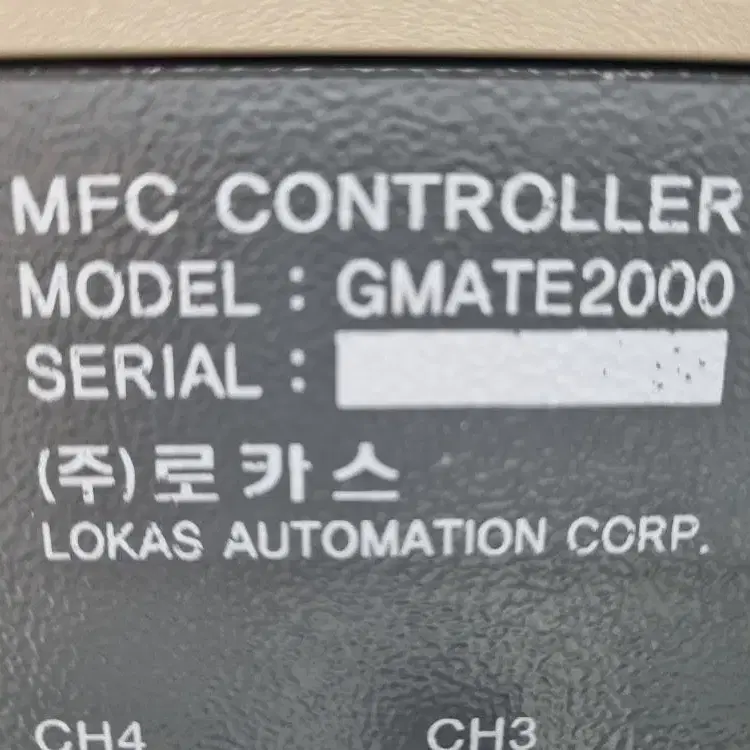 MFC CONTROLLER
MODEL : GMATE2000
SERIAL :
(주)로카스
LOKAS AUTOMATION CORP.
CH4 CH3